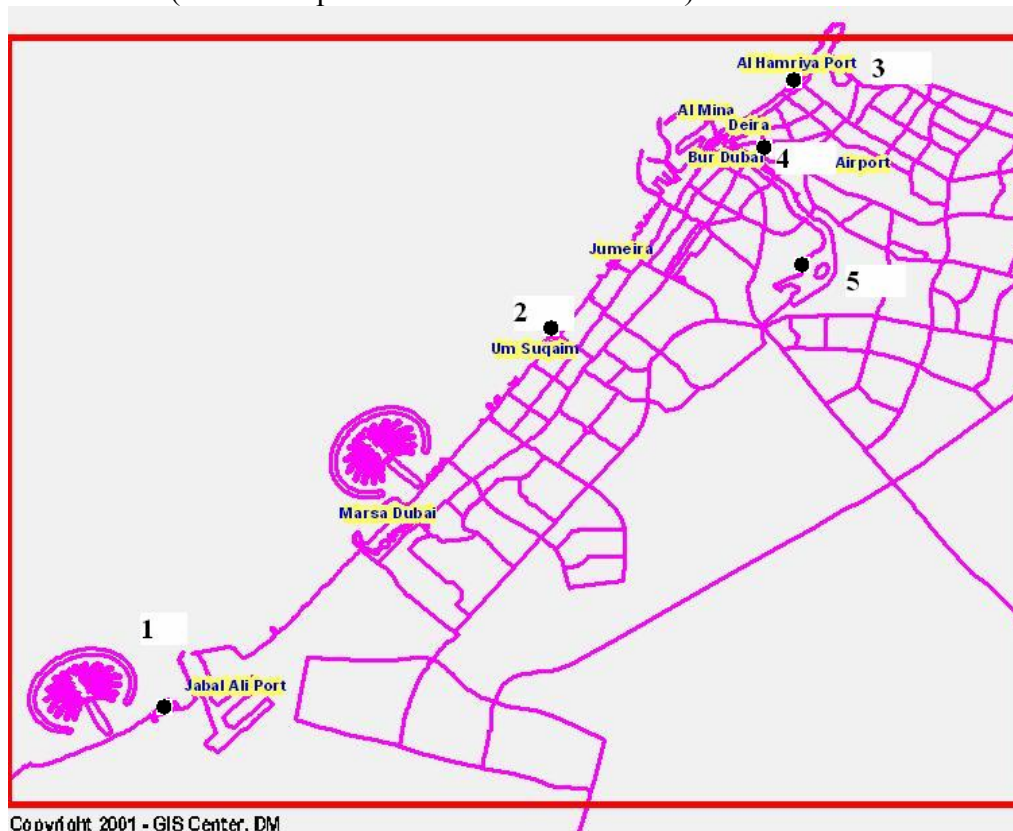 Al Hamriya Port
3
Al Mina
Deira
Bur Dubai
4
Airport
Jumeira
5
2
Um Suqaim
Marsa Dubai
1
Jabal Ali Port
Copyright 2001 - GIS Center, DM